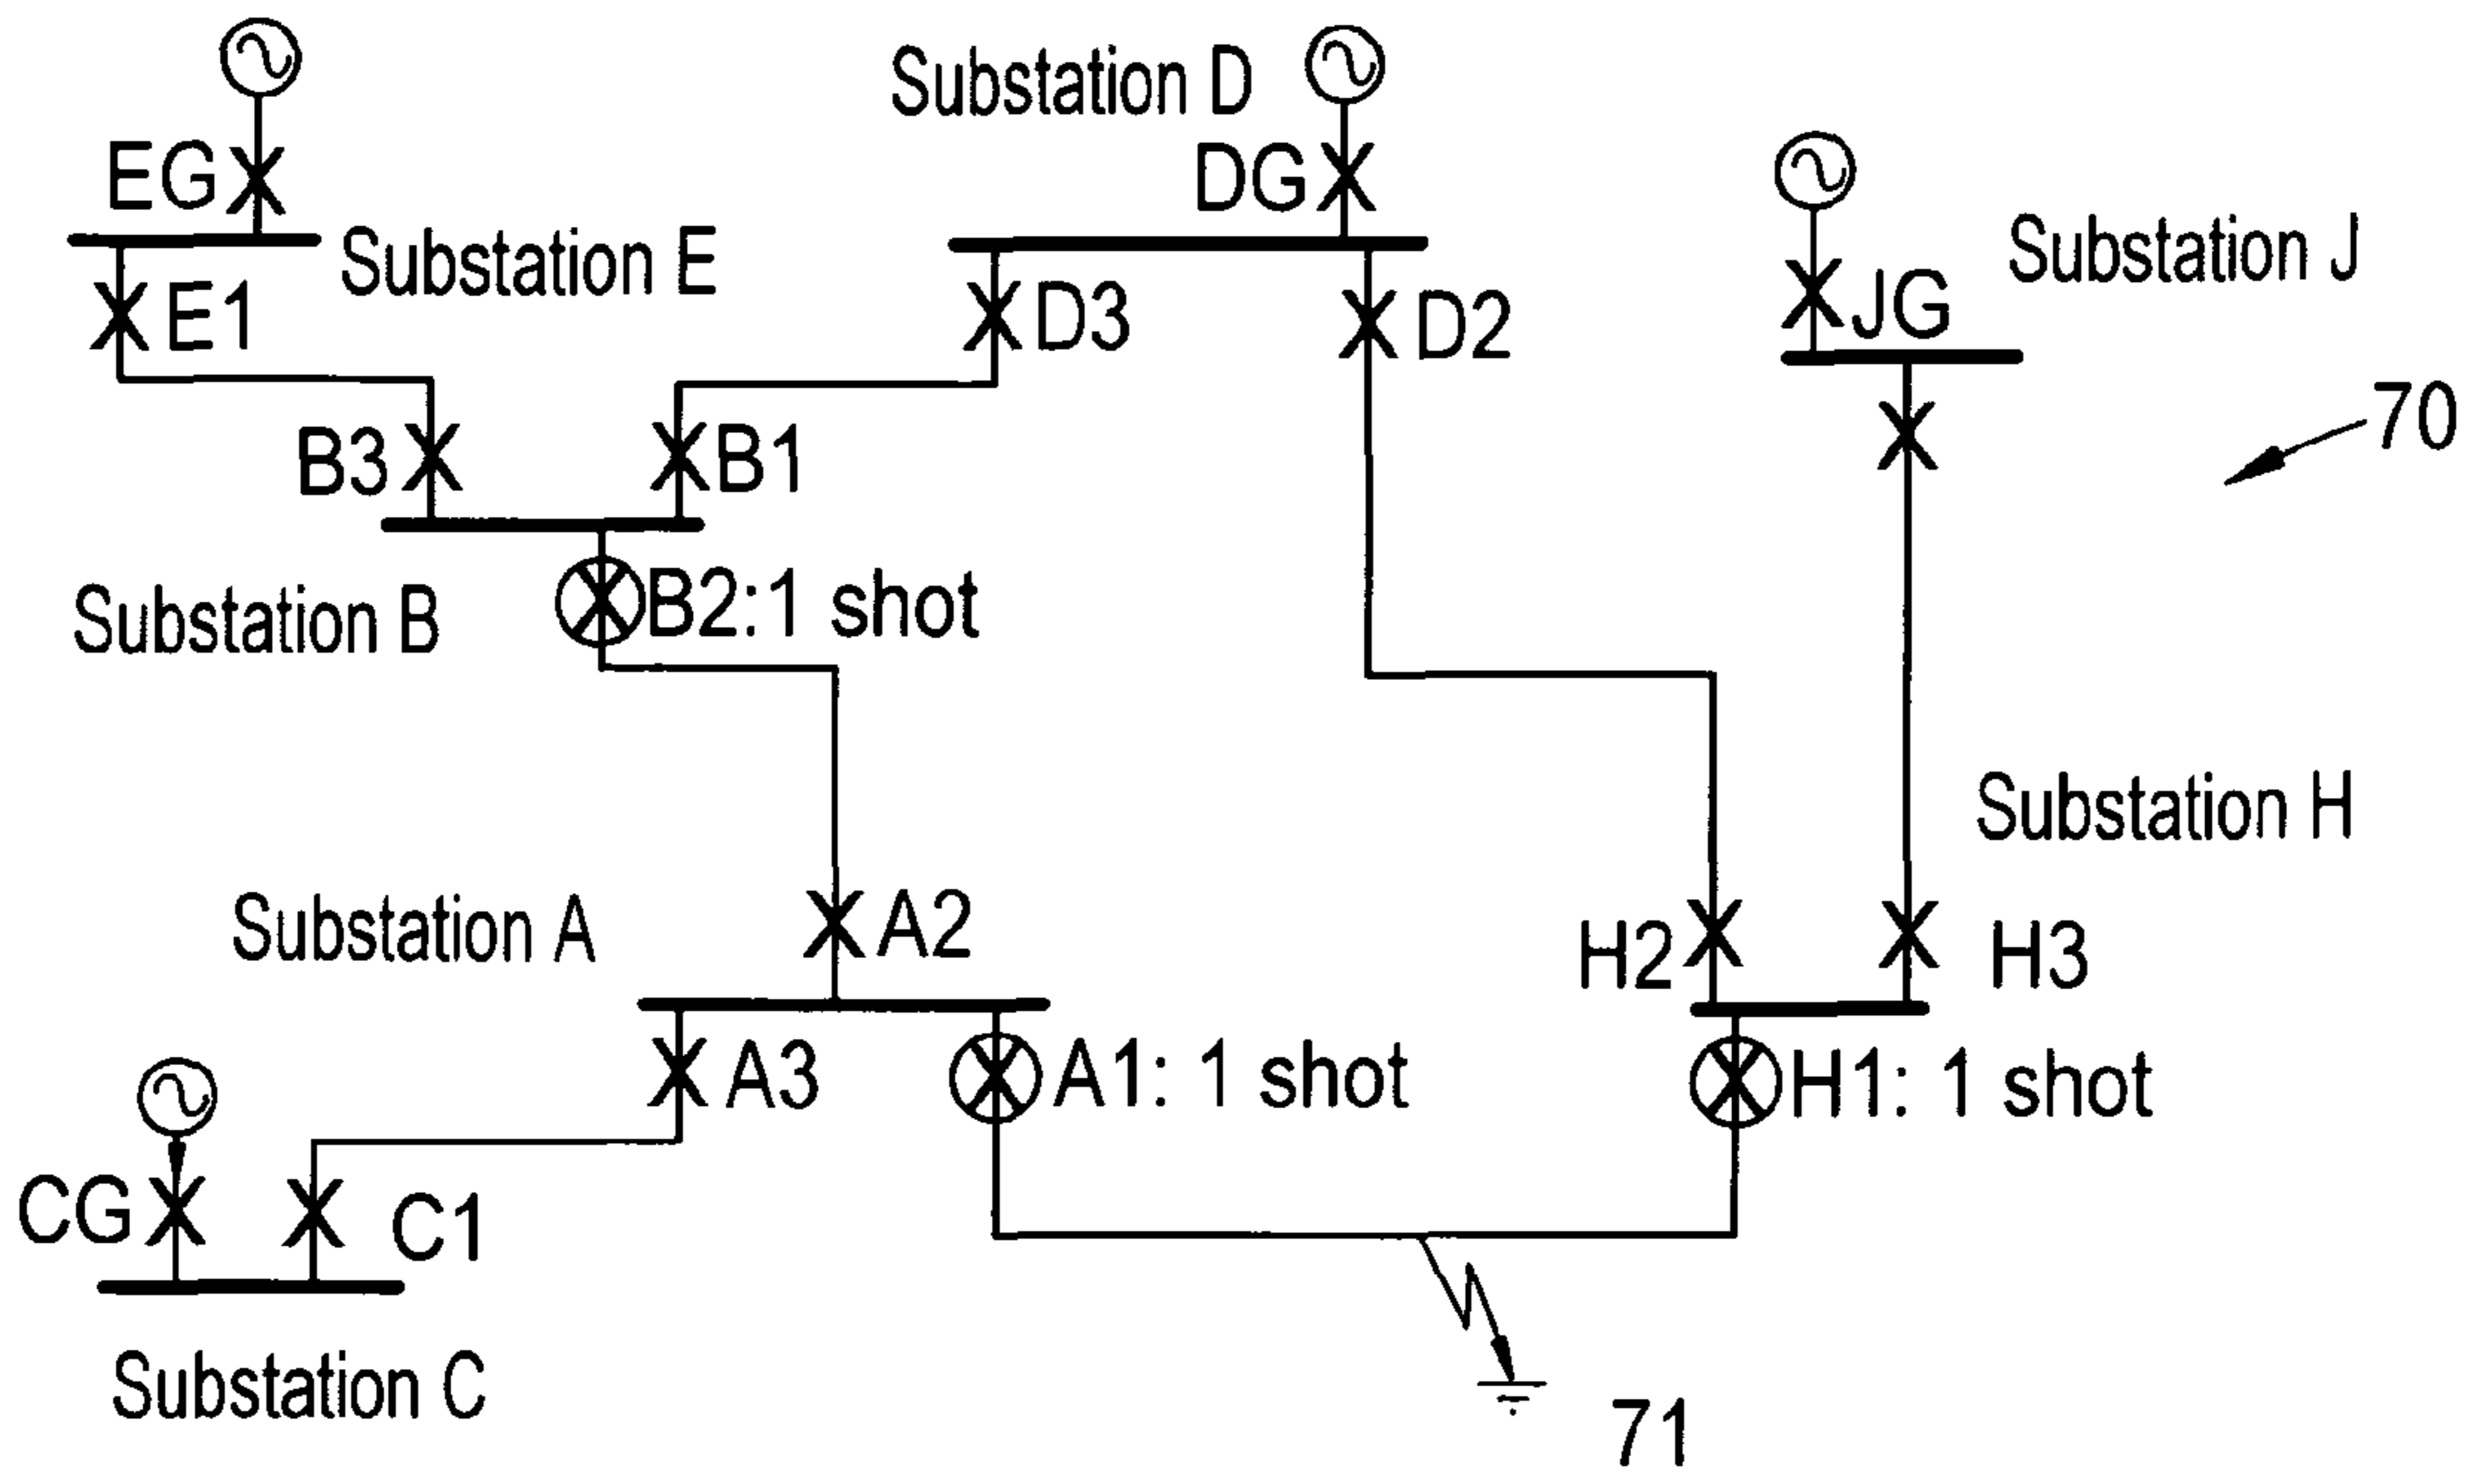 Substation D
EG
DG
Substation E
Substation J
E1
D3
D2
JG
70
B3
B1
Substation B
B2:1 shot
Substation H
Substation A
A2
H2
H3
A3
A1: 1 shot
H1: 1 shot
CG
C1
Substation C
71